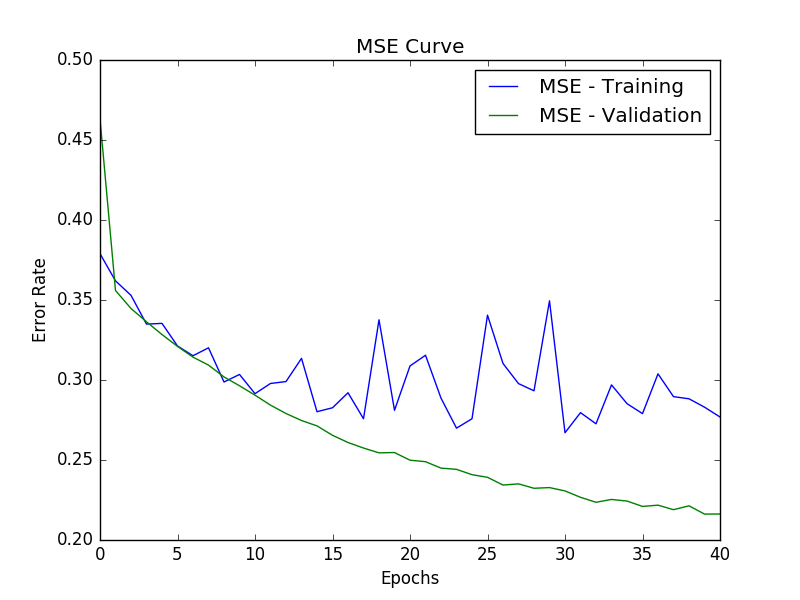 MSE Curve
MSE - Training
MSE - Validation
0.50
0.45
0.40
0.35
0.30
0.25
0.20
Error Rate
0 5 10 15 20 25 30 35 40
Epochs